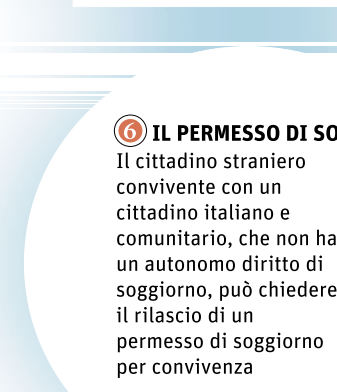 6 IL PERMESSO DI SO
Il cittadino straniero
convivente con un
cittadino italiano e
comunitario, che non ha
un autonomo diritto di
soggiorno, può chiedere
il rilascio di un
permesso di soggiorno
per convivenza